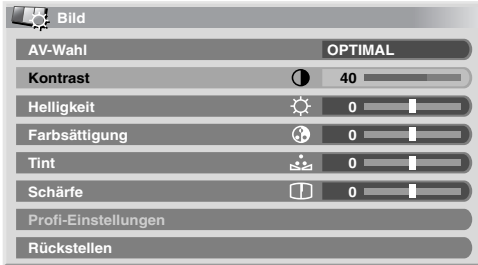 Bild
AV-Wahl OPTIMAL
Kontrast 40
Helligkeit 0
Farbsättigung 0
Tint 0
Schärfe 0
Profi-Einstellungen
Rückstellen